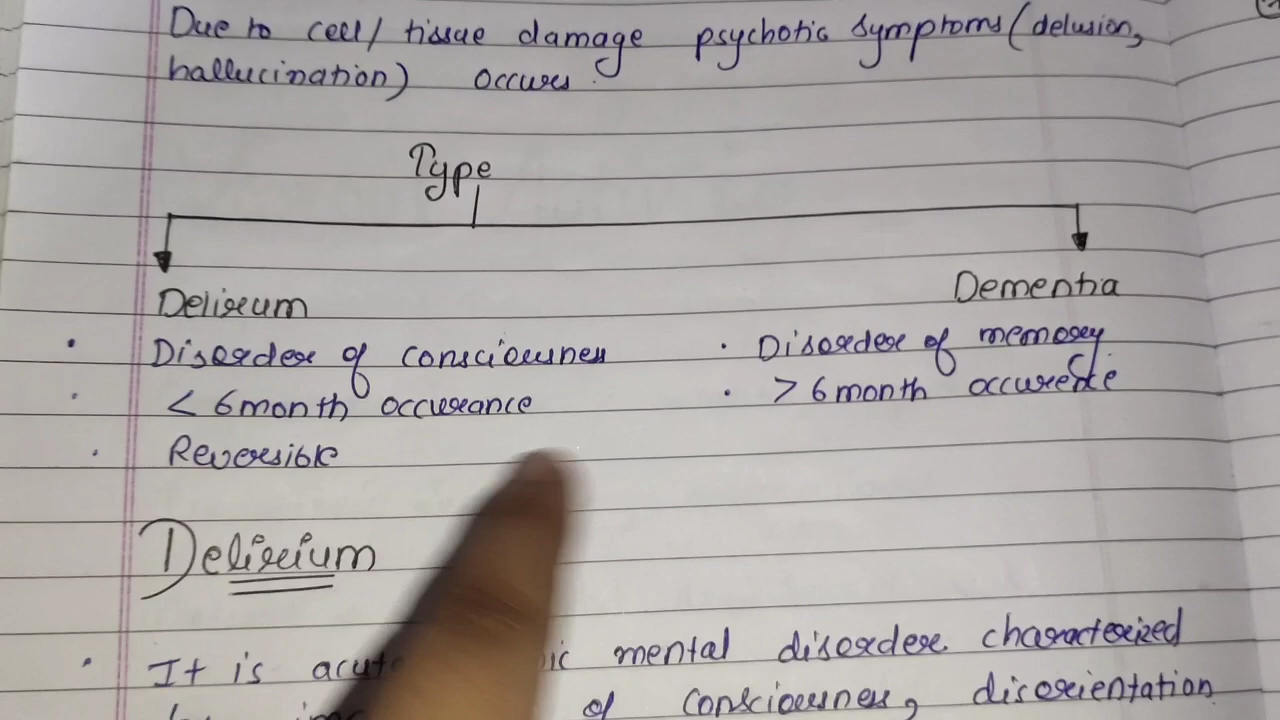 Due to cell/ tissue damage psychotic symptoms (delusion,
hallucination) occurs.
Type
Delirium
Dementia
· Disorder of consciousness
· Disorder of memory
· < 6 month occurance
· > 6 month occurence
· Reversible
Delirium
· It is mental disorder characterized
of consciousness, disorientation